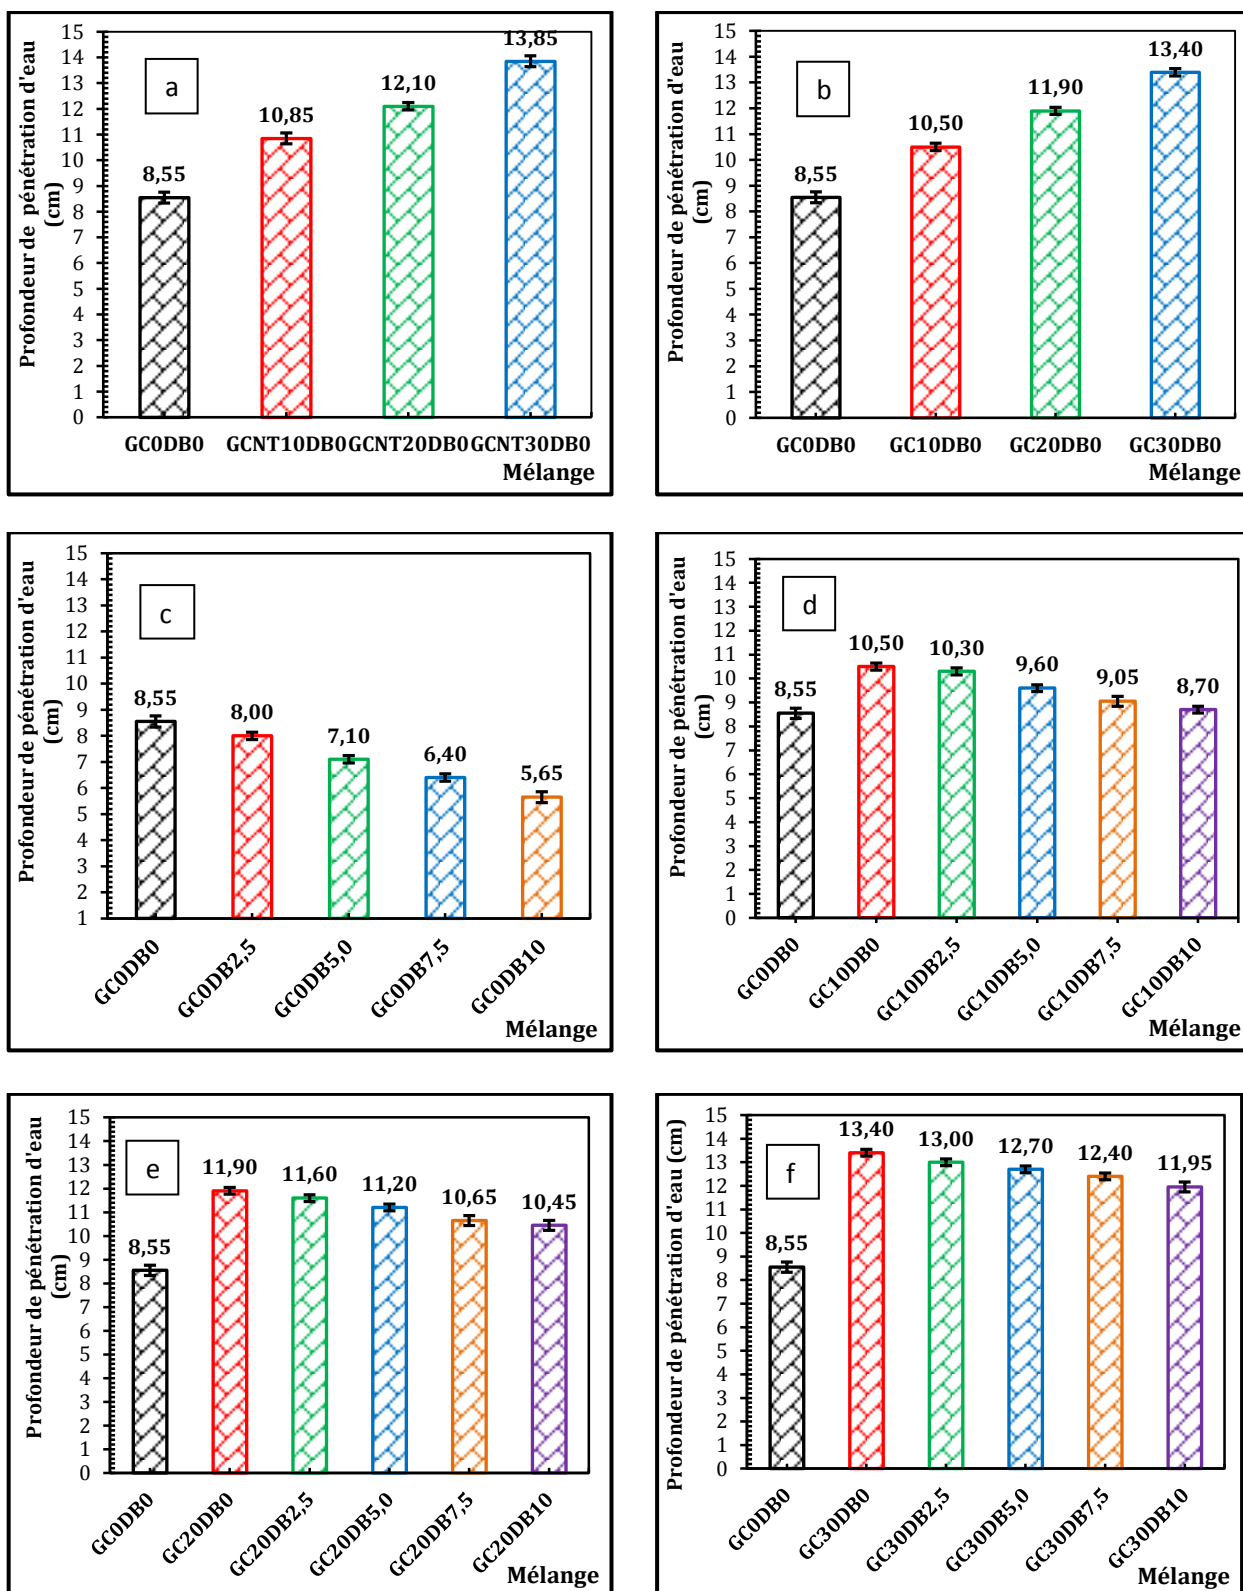 a
Profondeur de pénétration d'eau
(cm)
15
14
13
12
11
10
9
8
7
6
5
4
3
2
1
0
8,55
10,85
12,10
13,85
GC0DB0 GCNT10DB0 GCNT20DB0 GCNT30DB0
Mélange
b
Profondeur de pénétration d'eau
(cm)
15
14
13
12
11
10
9
8
7
6
5
4
3
2
1
0
8,55
10,50
11,90
13,40
GC0DB0 GC10DB0 GC20DB0 GC30DB0
Mélange
c
Profondeur de pénétration d'eau
(cm)
15
14
13
12
11
10
9
8
7
6
5
4
3
2
1
8,55
8,00
7,10
6,40
5,65
GC0DB0
GC0DB2,5
GC0DB5,0
GC0DB7,5
GC0DB10
Mélange
d
Profondeur de pénétration d'eau
(cm)
15
14
13
12
11
10
9
8
7
6
5
4
3
2
1
0
8,55
10,50
10,30
9,60
9,05
8,70
GC0DB0
GC10DB0
GC10DB2,5
GC10DB5,0
GC10DB7,5
GC10DB10
Mélange
e
Profondeur de pénétration d'eau
(cm)
15
14
13
12
11
10
9
8
7
6
5
4
3
2
1
0
8,55
11,90
11,60
11,20
10,65
10,45
GC0DB0
GC20DB0
GC20DB2,5
GC20DB5,0
GC20DB7,5
GC20DB10
Mélange
f
Profondeur de pénétration d'eau (cm)
15
14
13
12
11
10
9
8
7
6
5
4
3
2
1
0
8,55
13,40
13,00
12,70
12,40
11,95
GC0DB0
GC30DB0
GC30DB2,5
GC30DB5,0
GC30DB7,5
GC30DB10
Mélange